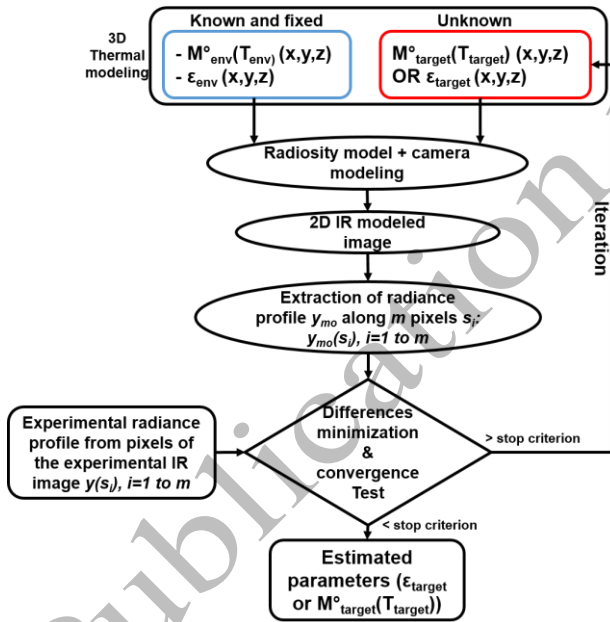 3D
Thermal
modeling
Known and fixed
- M°env(Tenv) (x,y,z)
- εenv (x,y,z)
Unknown
M°target(Ttarget) (x,y,z)
OR εtarget (x,y,z)
Radiosity model + camera
modeling
2D IR modeled
image
Iteration
Extraction of radiance
profile ymo along m pixels si:
ymo(si), i=1 to m
Experimental radiance
profile from pixels of
the experimental IR
image y(si), i=1 to m
Differences
minimization
&
convergence
Test
> stop criterion
< stop criterion
Estimated
parameters (εtarget
or M°target(Ttarget))
ublication